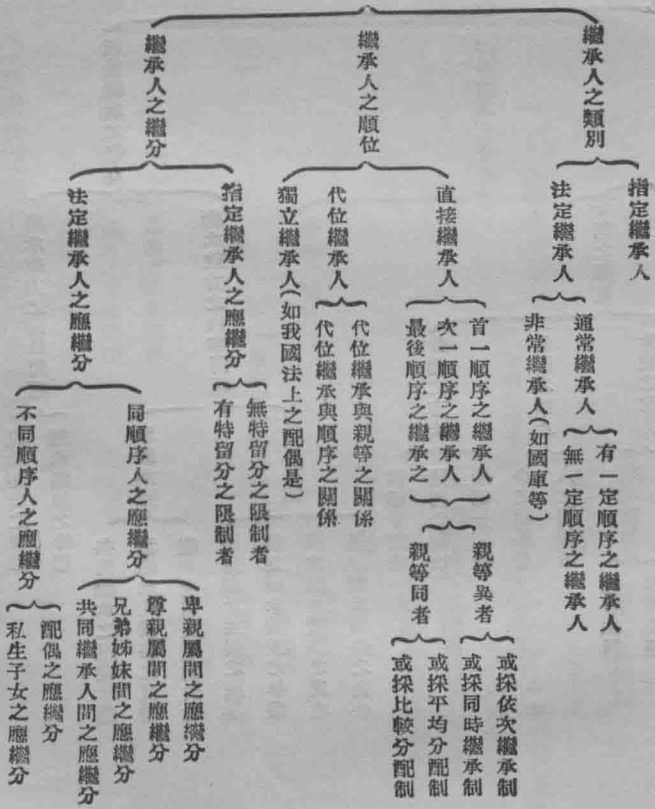 繼承人之類別
指定繼承人
法定繼承人
通常繼承人
有一定順序之繼承人
無一定順序之繼承人
非常繼承人(如國庫等)
繼承人之順位
直接繼承人
首一順序之繼承人
次一順序之繼承人
最後順序之繼承之
親等異者
或採依次繼承制
或採同時繼承制
親等同者
或採平均分配制
或採比較分配制
代位繼承人
代位繼承與親等之關係
代位繼承與順序之關係
獨立繼承人(如我國法上之配偶是)
繼承人之繼分
指定繼承人之應繼分
無特留分之限制者
有特留分之限制者
法定繼承人之應繼分
同順序人之應繼分
卑親屬間之應繼分
尊親屬間之應繼分
兄弟姊妹間之應繼分
共同繼承人間之應繼分
不同順序人之應繼分
配偶之應繼分
私生子女之應繼分